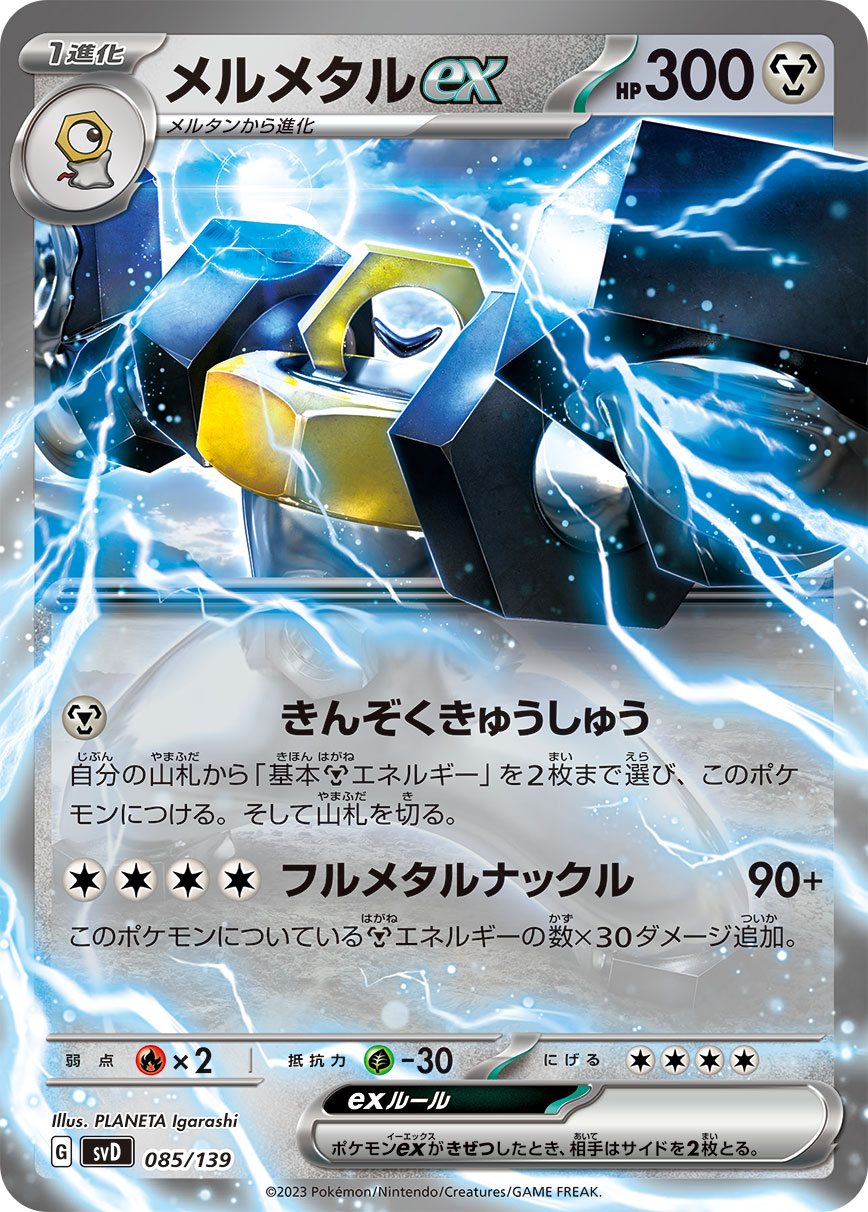 1進化
メルメタルex
HP300
メルタンから進化
きんぞくきゅうしゅう
自分の山札から「基本エネルギー」を2枚まで選び、このポケ
モンにつける。そして山札を切る。
フルメタルナックル 90+
このポケモンについているエネルギーの数×30ダメージ追加。
弱点 ×2 抵抗力 -30 にげる
exルール
ポケモンexがきぜつしたとき、相手はサイドを2枚とる。
Illus. PLANETA Igarashi
G svD 085/139
©2023 Pokémon/Nintendo/Creatures/GAME FREAK.